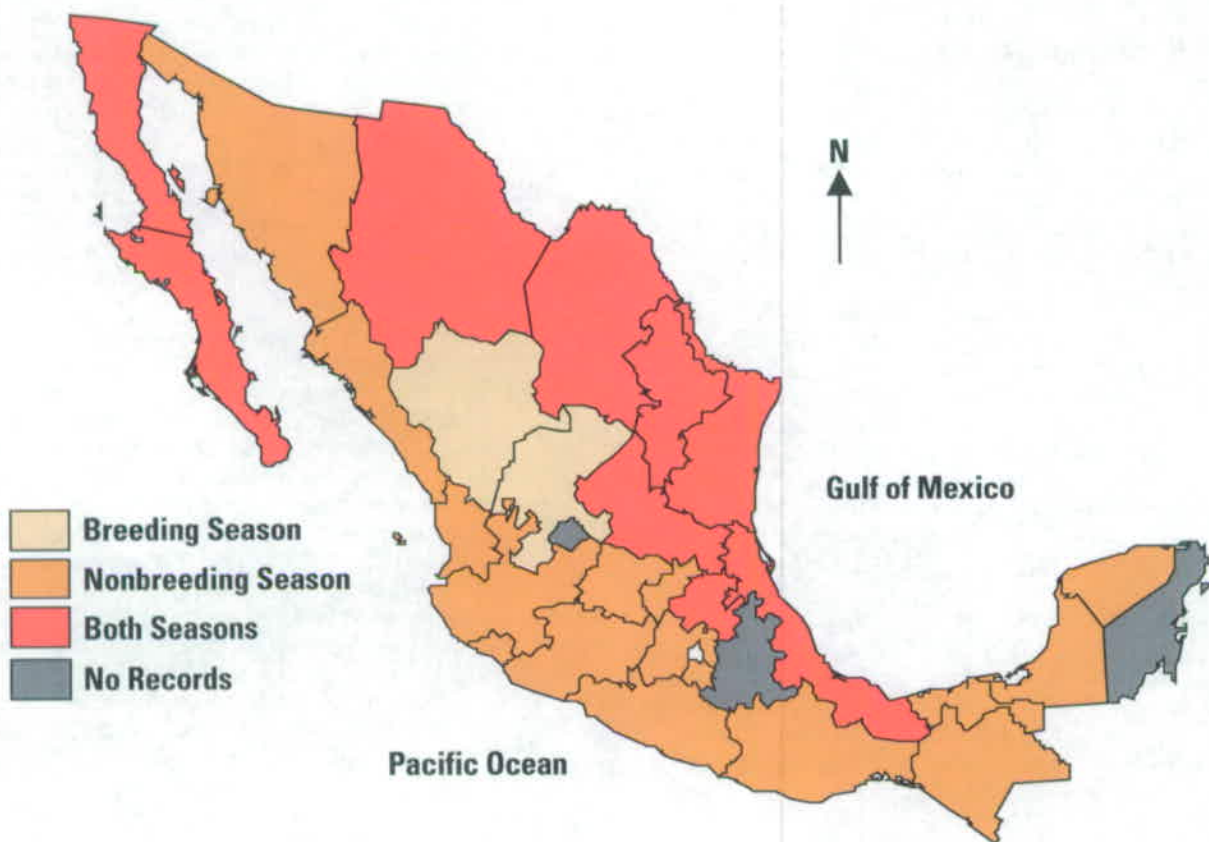 N
Gulf of Mexico
Breeding Season
Nonbreeding Season
Both Seasons
No Records
Pacific Ocean